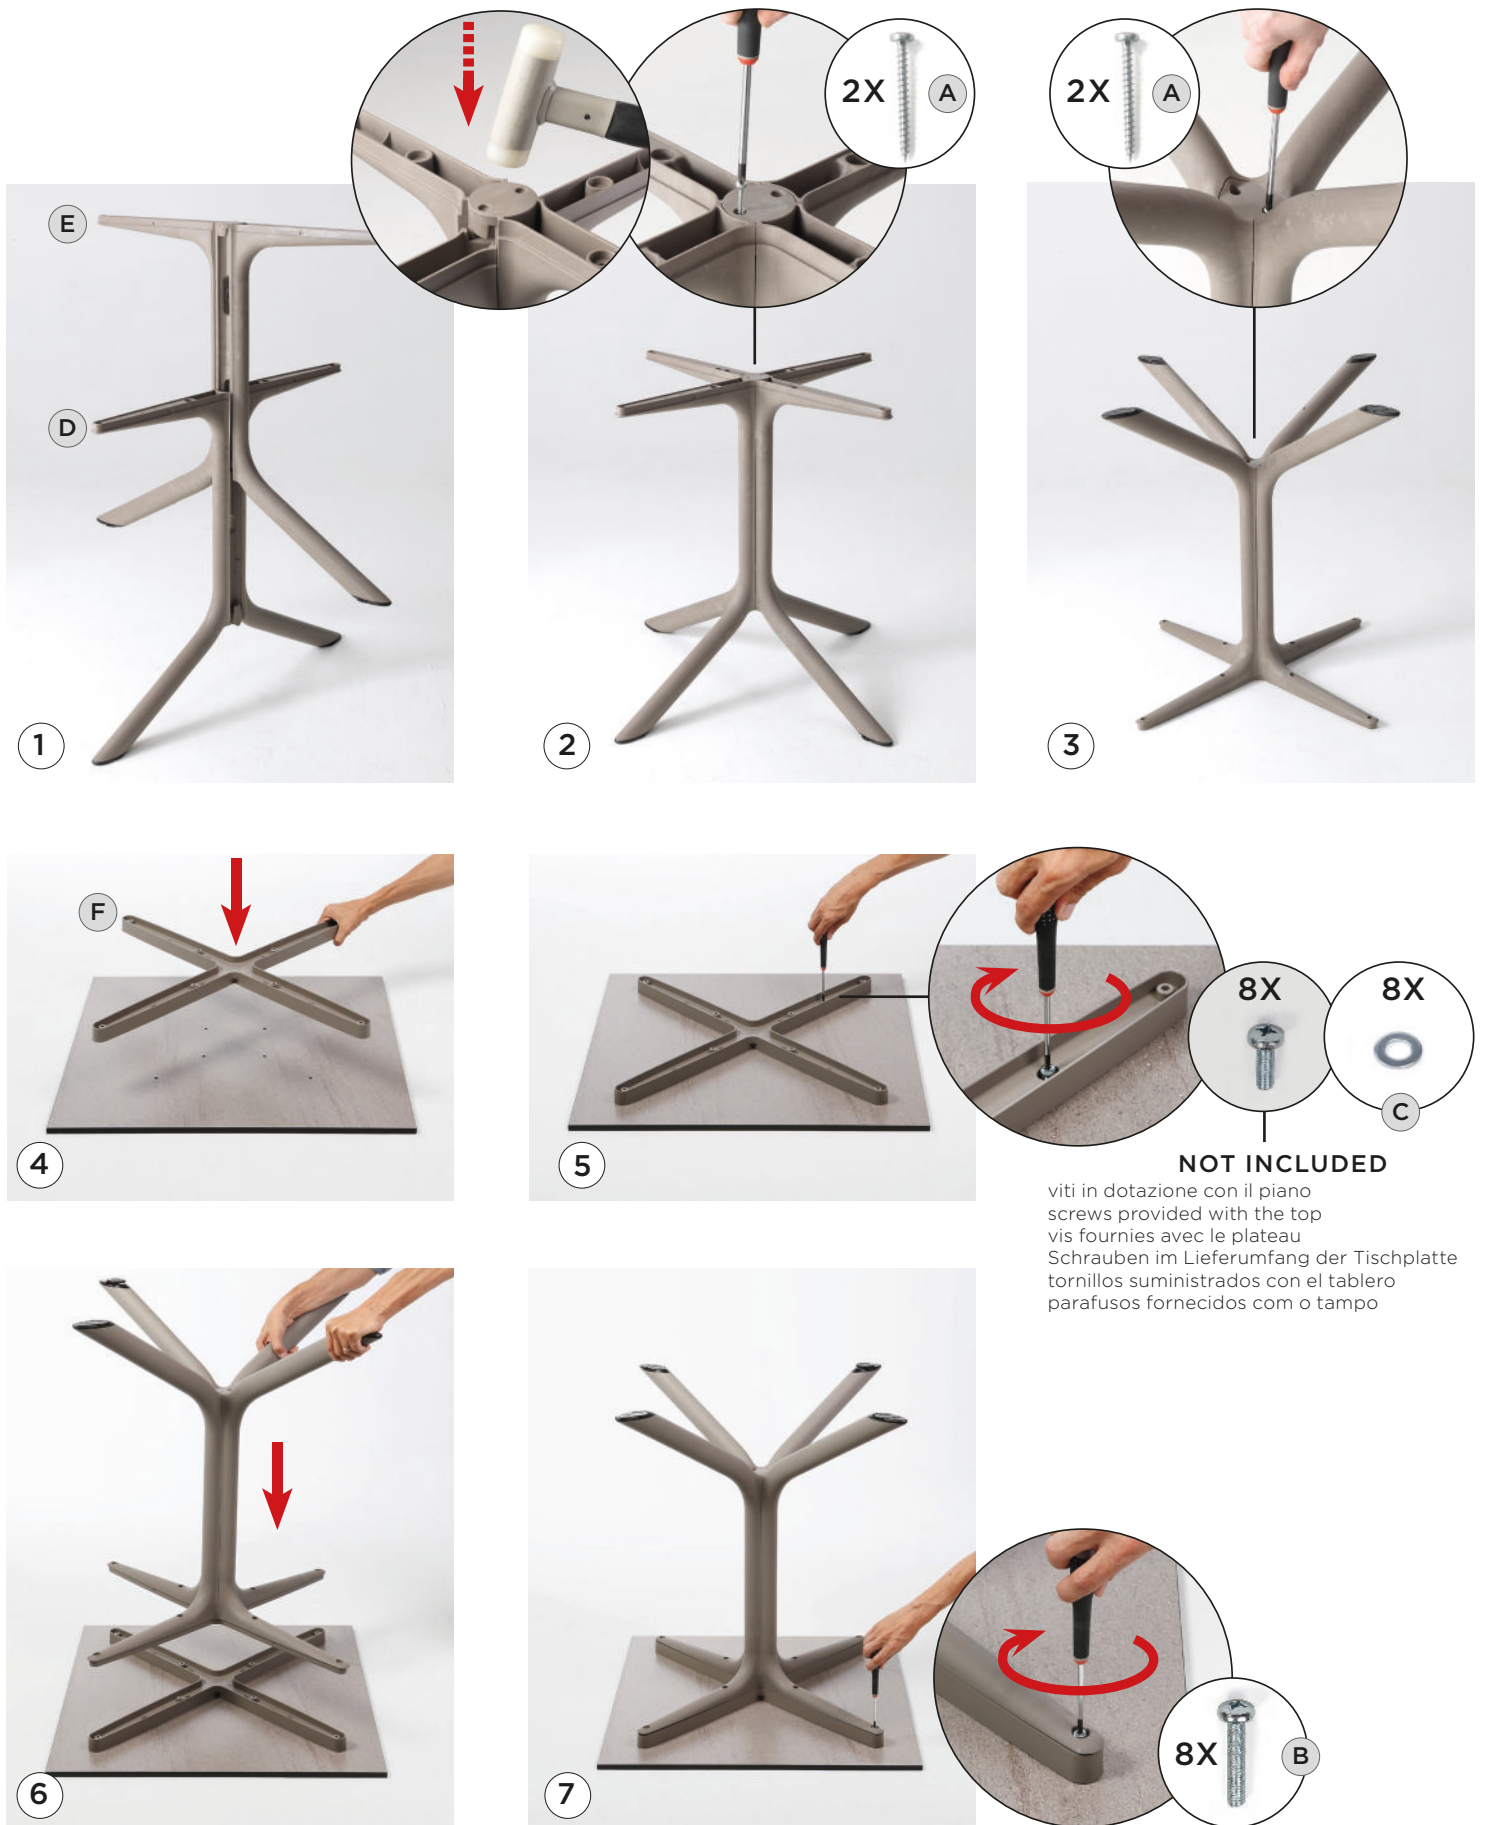 2X
A
2X
A
E
D
1
2
3
F
4
5
8X
8X
C
NOT INCLUDED
viti in dotazione con il piano
screws provided with the top
vis fournies avec le plateau
Schrauben im Lieferumfang der Tischplatte
tornillos suministrados con el tablero
parafusos fornecidos com o tampo
6
7
8X
B